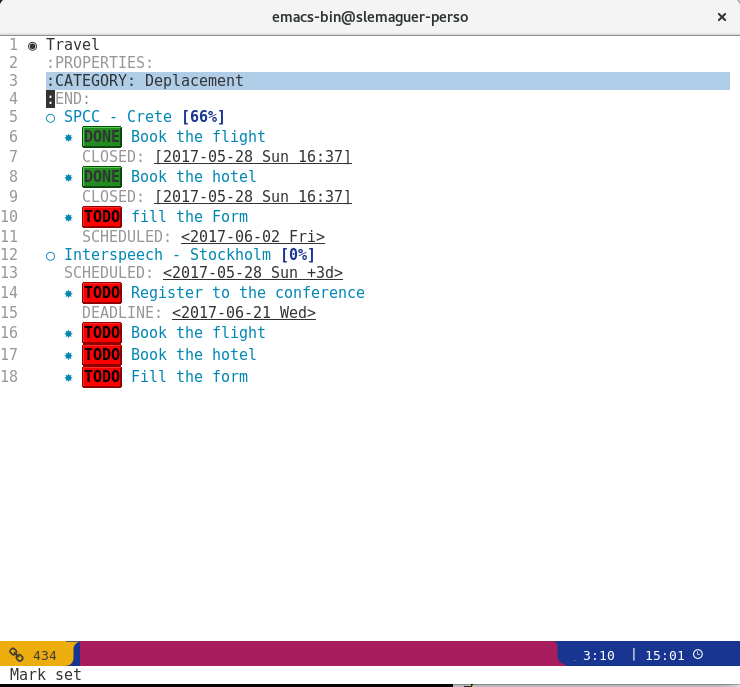 emacs-bin@slemaguer-perso ×
1 ◉ Travel
2 :PROPERTIES:
3 :CATEGORY: Deplacement
4 :END:
5 ○ SPCC - Crete [66%]
6 ✸ DONE Book the flight
7 CLOSED: [2017-05-28 Sun 16:37]
8 ✸ DONE Book the hotel
9 CLOSED: [2017-05-28 Sun 16:37]
10 ✸ TODO fill the Form
11 SCHEDULED: <2017-06-02 Fri>
12 ○ Interspeech - Stockholm [0%]
13 SCHEDULED: <2017-05-28 Sun +3d>
14 ✸ TODO Register to the conference
15 DEADLINE: <2017-06-21 Wed>
16 ✸ TODO Book the flight
17 ✸ TODO Book the hotel
18 ✸ TODO Fill the form
434 3:10 | 15:01
Mark set